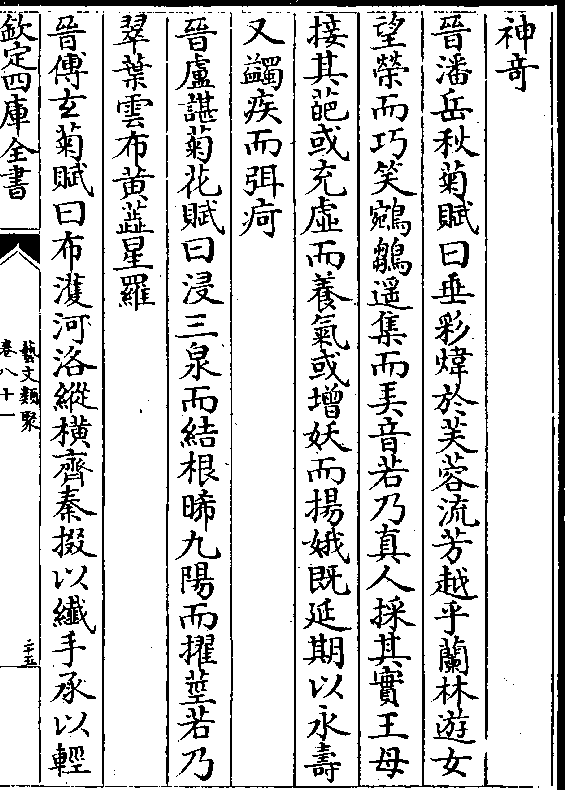 神奇
晉潘岳秋菊賦曰垂彩煒於芙蓉流芳越乎蘭林遊女
望榮而巧笑鵷鶵遥集而弄音若乃真人採其實王母
接其葩或充虛而養氣或增妖而揚娥既延期以永壽
又蠲疾而弭痾
晉盧諶菊花賦曰浸三泉而結根晞九陽而擢莖若乃
翠葉雲布黃蘂星羅
晉傅玄菊賦曰布濩河洛縱橫齊秦掇以纎手承以輕
欽定四庫全書
藝文類聚
卷八十一
二十五